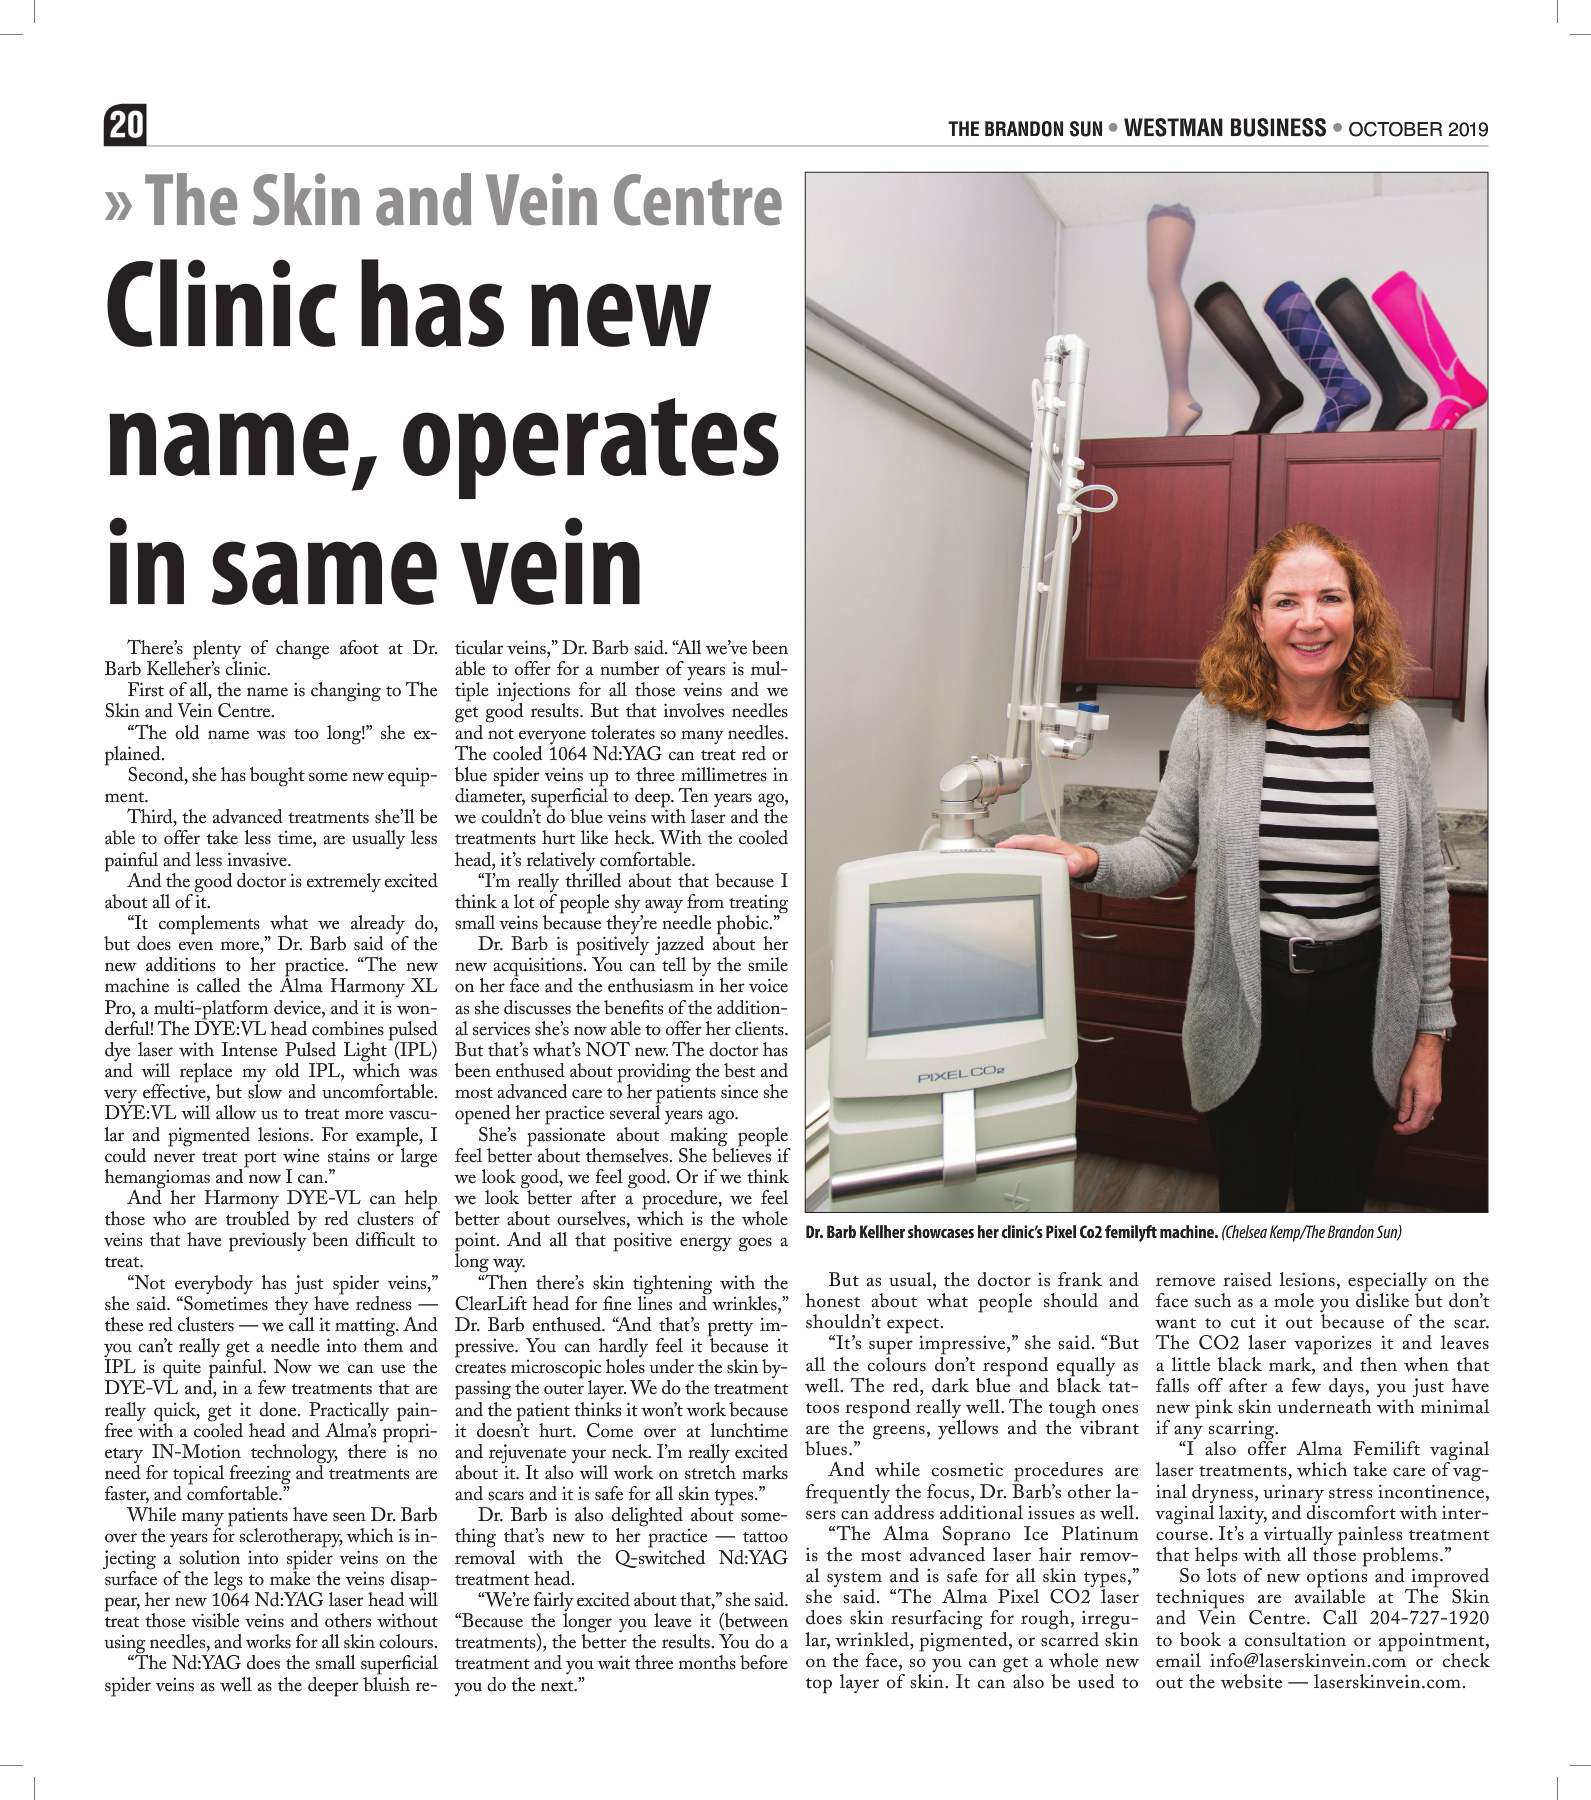 20
THE BRANDON SUN • WESTMAN BUSINESS • OCTOBER 2019
» The Skin and Vein Centre
Clinic has new
name, operates
in same vein
There’s plenty of change afoot at Dr.
Barb Kelleher’s clinic.
First of all, the name is changing to The
Skin and Vein Centre.
“The old name was too long!” she ex-
plained.
Second, she has bought some new equip-
ment.
Third, the advanced treatments she’ll be
able to offer take less time, are usually less
painful and less invasive.
And the good doctor is extremely excited
about all of it.
“It complements what we already do,
but does even more,” Dr. Barb said of the
new additions to her practice. “The new
machine is called the Alma Harmony XL
Pro, a multi-platform device, and it is won-
derful! The DYE:VL head combines pulsed
dye laser with Intense Pulsed Light (IPL)
and will replace my old IPL, which was
very effective, but slow and uncomfortable.
DYE:VL will allow us to treat more vascu-
lar and pigmented lesions. For example, I
could never treat port wine stains or large
hemangiomas and now I can.”
And her Harmony DYE-VL can help
those who are troubled by red clusters of
veins that have previously been difficult to
treat.
“Not everybody has just spider veins,”
she said. “Sometimes they have redness —
these red clusters — we call it matting. And
you can’t really get a needle into them and
IPL is quite painful. Now we can use the
DYE-VL and, in a few treatments that are
really quick, get it done. Practically pain-
free with a cooled head and Alma’s propri-
etary IN-Motion technology, there is no
need for topical freezing and treatments are
faster, and comfortable.”
While many patients have seen Dr. Barb
over the years for sclerotherapy, which is in-
jecting a solution into spider veins on the
surface of the legs to make the veins disap-
pear, her new 1064 Nd:YAG laser head will
treat those visible veins and others without
using needles, and works for all skin colours.
“The Nd:YAG does the small superficial
spider veins as well as the deeper bluish re-
ticular veins,” Dr. Barb said. “All we’ve been
able to offer for a number of years is mul-
tiple injections for all those veins and we
get good results. But that involves needles
and not everyone tolerates so many needles.
The cooled 1064 Nd:YAG can treat red or
blue spider veins up to three millimetres in
diameter, superficial to deep. Ten years ago,
we couldn’t do blue veins with laser and the
treatments hurt like heck. With the cooled
head, it’s relatively comfortable.
“I’m really thrilled about that because I
think a lot of people shy away from treating
small veins because they’re needle phobic.”
Dr. Barb is positively jazzed about her
new acquisitions. You can tell by the smile
on her face and the enthusiasm in her voice
as she discusses the benefits of the addition-
al services she’s now able to offer her clients.
But that’s what’s NOT new. The doctor has
been enthused about providing the best and
most advanced care to her patients since she
opened her practice several years ago.
She’s passionate about making people
feel better about themselves. She believes if
we look good, we feel good. Or if we think
we look better after a procedure, we feel
better about ourselves, which is the whole
point. And all that positive energy goes a
long way.
“Then there’s skin tightening with the
ClearLift head for fine lines and wrinkles,”
Dr. Barb enthused. “And that’s pretty im-
pressive. You can hardly feel it because it
creates microscopic holes under the skin by-
passing the outer layer. We do the treatment
and the patient thinks it won’t work because
it doesn’t hurt. Come over at lunchtime
and rejuvenate your neck. I’m really excited
about it. It also will work on stretch marks
and scars and it is safe for all skin types.”
Dr. Barb is also delighted about some-
thing that’s new to her practice — tattoo
removal with the Q-switched Nd:YAG
treatment head.
“We’re fairly excited about that,” she said.
“Because the longer you leave it (between
treatments), the better the results. You do a
treatment and you wait three months before
you do the next.”
PIXEL CO2
Dr. Barb Kellher showcases her clinic’s Pixel Co2 femilyft machine. (Chelsea Kemp/The Brandon Sun)
But as usual, the doctor is frank and
honest about what people should and
shouldn’t expect.
“It’s super impressive,” she said. “But
all the colours don’t respond equally as
well. The red, dark blue and black tat-
toos respond really well. The tough ones
are the greens, yellows and the vibrant
blues.”
And while cosmetic procedures are
frequently the focus, Dr. Barb’s other la-
sers can address additional issues as well.
“The Alma Soprano Ice Platinum
is the most advanced laser hair remov-
al system and is safe for all skin types,”
she said. “The Alma Pixel CO2 laser
does skin resurfacing for rough, irregu-
lar, wrinkled, pigmented, or scarred skin
on the face, so you can get a whole new
top layer of skin. It can also be used to
remove raised lesions, especially on the
face such as a mole you dislike but don’t
want to cut it out because of the scar.
The CO2 laser vaporizes it and leaves
a little black mark, and then when that
falls off after a few days, you just have
new pink skin underneath with minimal
if any scarring.
“I also offer Alma Femilift vaginal
laser treatments, which take care of vag-
inal dryness, urinary stress incontinence,
vaginal laxity, and discomfort with inter-
course. It’s a virtually painless treatment
that helps with all those problems.”
So lots of new options and improved
techniques are available at The Skin
and Vein Centre. Call 204-727-1920
to book a consultation or appointment,
email info@laserskinvein.com or check
out the website — laserskinvein.com.